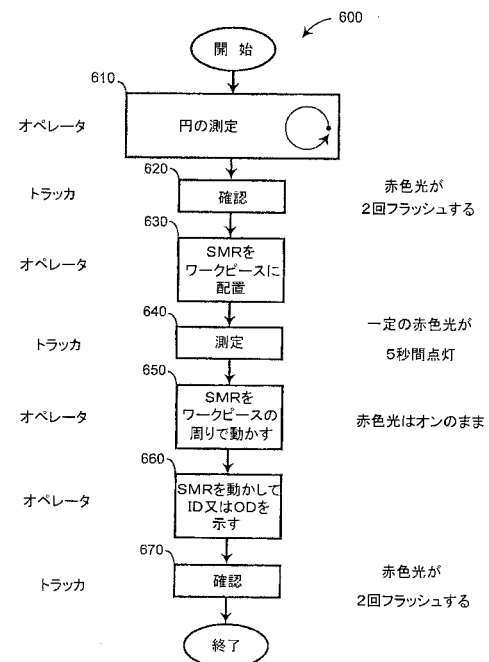 600
開 始
610
オペレータ
円の測定
620
トラッカ
確認
赤色光が
2回フラッシュする
630
オペレータ
SMRを
ワークピースに
配置
640
トラッカ
測定
一定の赤色光が
5秒間点灯
650
オペレータ
SMRを
ワークピースの
周りで動かす
赤色光はオンのまま
660
オペレータ
SMRを動かして
ID又はODを
示す
670
トラッカ
確認
赤色光が
2回フラッシュする
終了